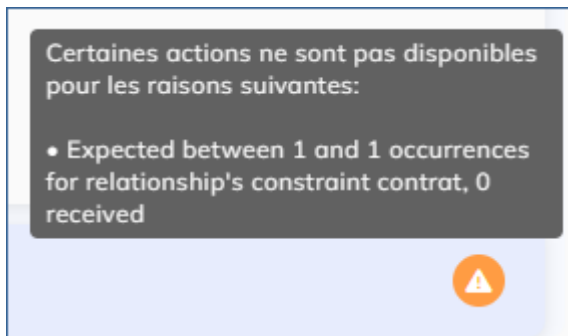 Certaines actions ne sont pas disponibles
pour les raisons suivantes:
• Expected between 1 and 1 occurrences
for relationship's constraint contrat, 0
received